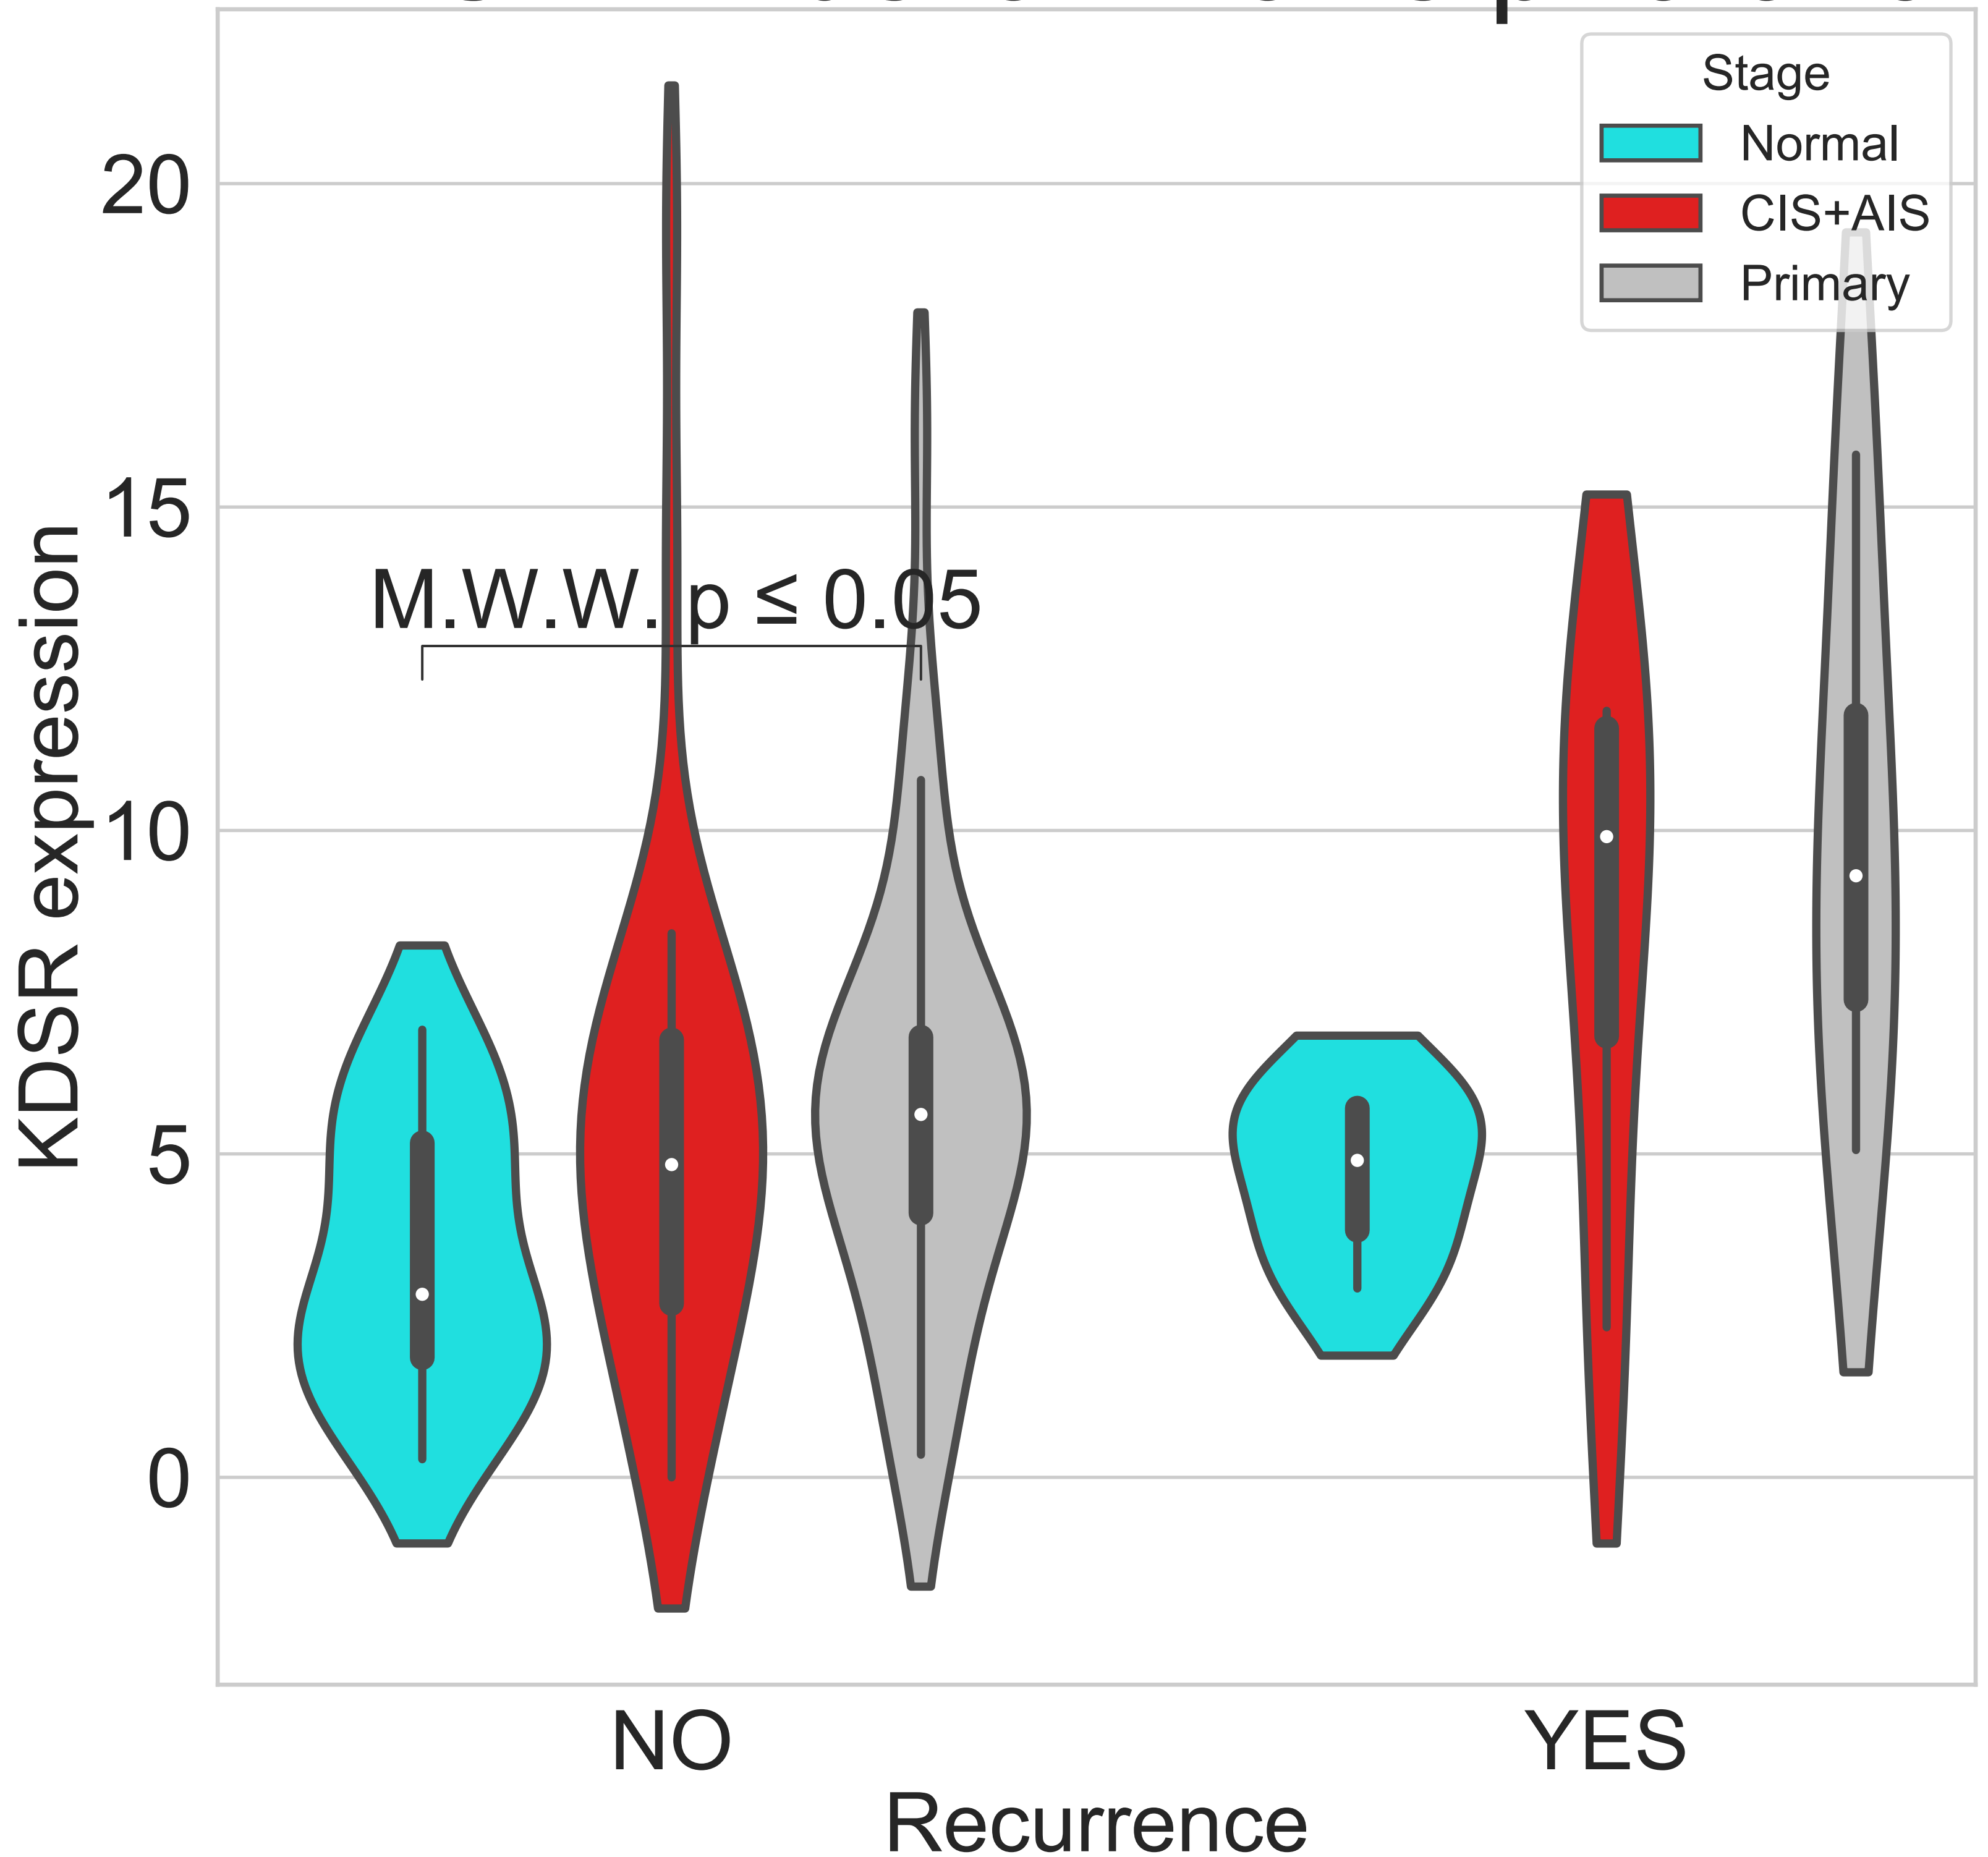 Stage
Normal
CIS+AIS
Primary
20
15
10
5
0
KDSR expression
M.W.W. p ≤ 0.05
NO
YES
Recurrence